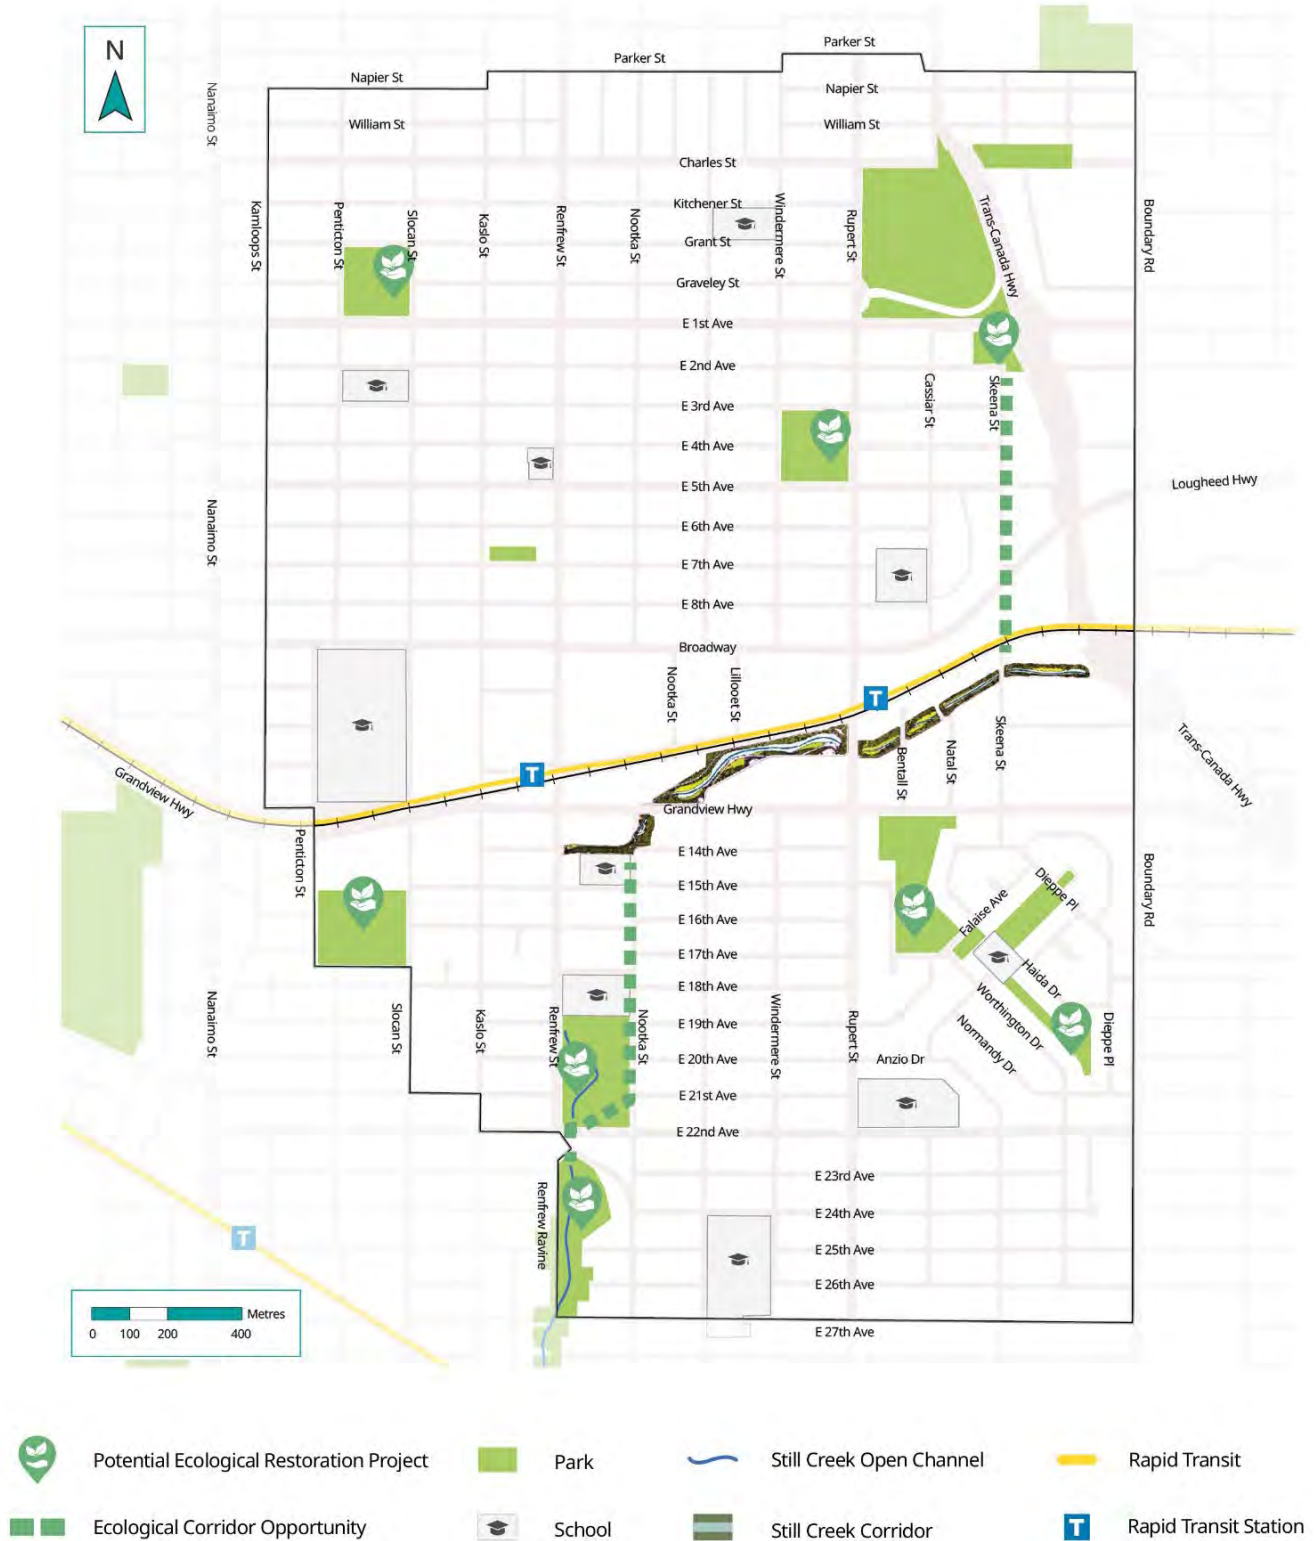 N
Parker St
Parker St
Napier St
Napier St
William St
William St
Charles St
Kitchener St
Grant St
Graveley St
E 1st Ave
E 2nd Ave
E 3rd Ave
E 4th Ave
E 5th Ave
E 6th Ave
E 7th Ave
E 8th Ave
Broadway
Nanaimo St
Kamloops St
Penticton St
Slocan St
Kaslo St
Renfrew St
Nootka St
Windermere St
Rupert St
Trans-Canada Hwy
Boundary Rd
Cassiar St
Skeena St
Lougheed Hwy
Nanaimo St
Nootka St
Lillooet St
T
T
Bentall St
Natal St
Skeena St
Trans-Canada Hwy
Grandview Hwy
Grandview Hwy
Penticton St
E 14th Ave
E 15th Ave
E 16th Ave
E 17th Ave
E 18th Ave
E 19th Ave
E 20th Ave
E 21st Ave
E 22nd Ave
Boundary Rd
Dieppe Pl
Falaise Ave
Haida Dr
Worthington Dr
Normandy Dr
Dieppe Pl
Anzio Dr
Nanaimo St
Slocan St
Kaslo St
Renfrew St
Nootka St
Windermere St
Rupert St
E 23rd Ave
E 24th Ave
E 25th Ave
E 26th Ave
E 27th Ave
Renfrew Ravine
T
Metres
0 100 200 400
Potential Ecological Restoration Project
Park
Still Creek Open Channel
Rapid Transit
Ecological Corridor Opportunity
School
Still Creek Corridor
T
Rapid Transit Station